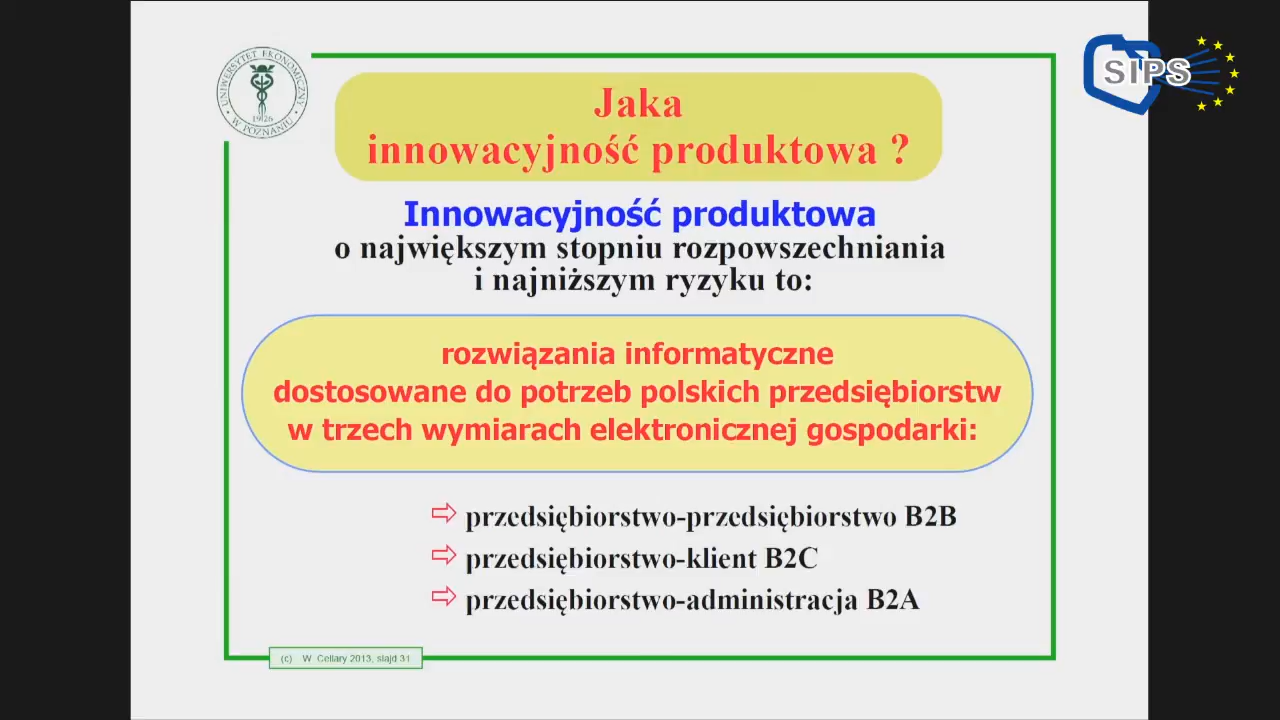 UNIWERSYTET EKONOMICZNY
W POZNANIU
1926
SIPS
Jaka
innowacyjność produktowa ?
Innowacyjność produktowa
o największym stopniu rozpowszechniania
i najniższym ryzyku to:
rozwiązania informatyczne
dostosowane do potrzeb polskich przedsiębiorstw
w trzech wymiarach elektronicznej gospodarki:
przedsiębiorstwo-przedsiębiorstwo B2B
przedsiębiorstwo-klient B2C
przedsiębiorstwo-administracja B2A
(c) W. Cellary 2013, slajd 31